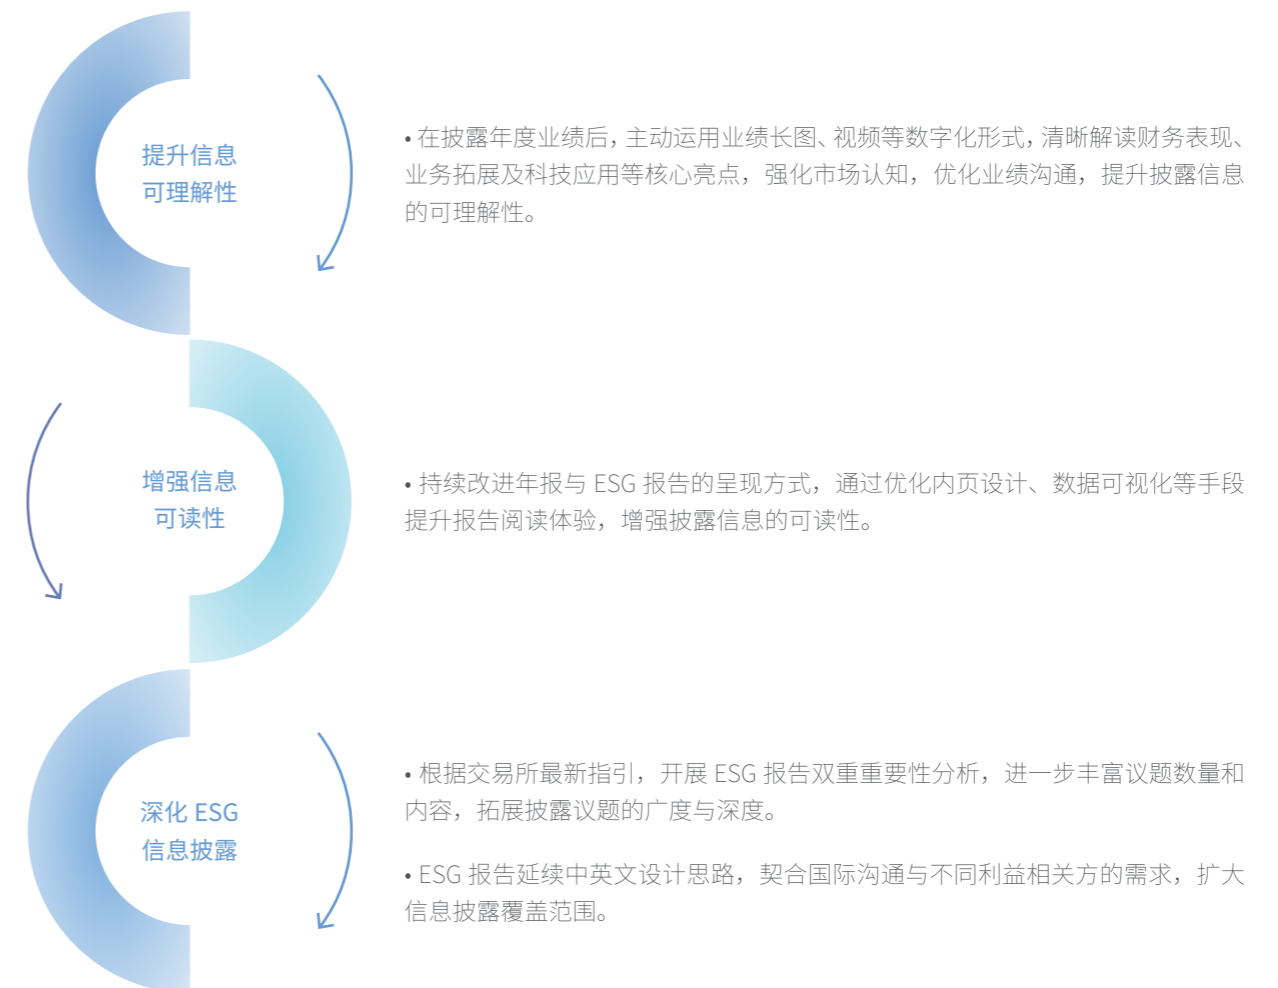 提升信息
可理解性
• 在披露年度业绩后，主动运用业绩长图、视频等数字化形式，清晰解读财务表现、
业务拓展及科技应用等核心亮点，强化市场认知，优化业绩沟通，提升披露信息
的可理解性。
增强信息
可读性
• 持续改进年报与 ESG 报告的呈现方式，通过优化内页设计、数据可视化等手段
提升报告阅读体验，增强披露信息的可读性。
深化 ESG
信息披露
• 根据交易所最新指引，开展 ESG 报告双重重要性分析，进一步丰富议题数量和
内容，拓展披露议题的广度与深度。
• ESG 报告延续中英文设计思路，契合国际沟通与不同利益相关方的需求，扩大
信息披露覆盖范围。